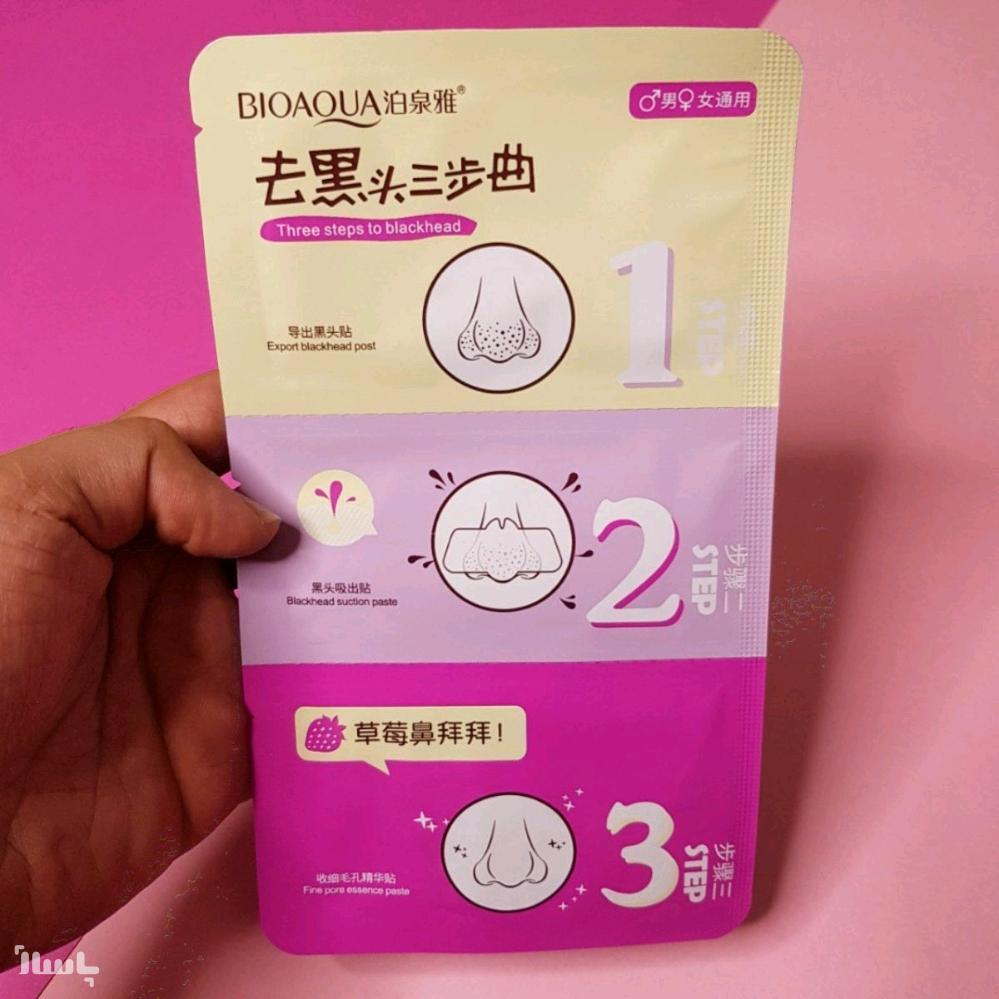 BIOAQUA泊泉雅®
♂男♀女通用
去黑头三步曲
Three steps to blackhead
导出黑头贴
Export blackhead post
1
STEP
黑头吸出贴
Blackhead suction paste
2
步骤二
STEP
草莓鼻拜拜!
收细毛孔精华贴
Fine pore essence paste
3
步骤三
STEP
پاساژ